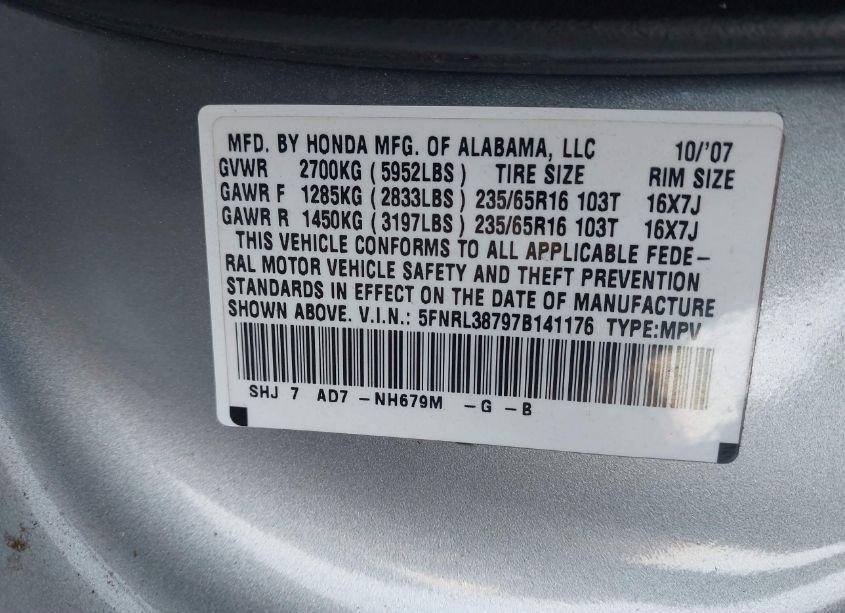 MFD. BY HONDA MFG. OF ALABAMA, LLC 10/'07
GVWR 2700KG (5952LBS) TIRE SIZE RIM SIZE
GAWR F 1285KG (2833LBS) 235/65R16 103T 16X7J
GAWR R 1450KG (3197LBS) 235/65R16 103T 16X7J
THIS VEHICLE CONFORMS TO ALL APPLICABLE FEDE-
RAL MOTOR VEHICLE SAFETY AND THEFT PREVENTION
STANDARDS IN EFFECT ON THE DATE OF MANUFACTURE
SHOWN ABOVE. V.I.N.: 5FNRL38797B141176 TYPE:MPV
SHJ 7 AD7 -NH679M -G -B